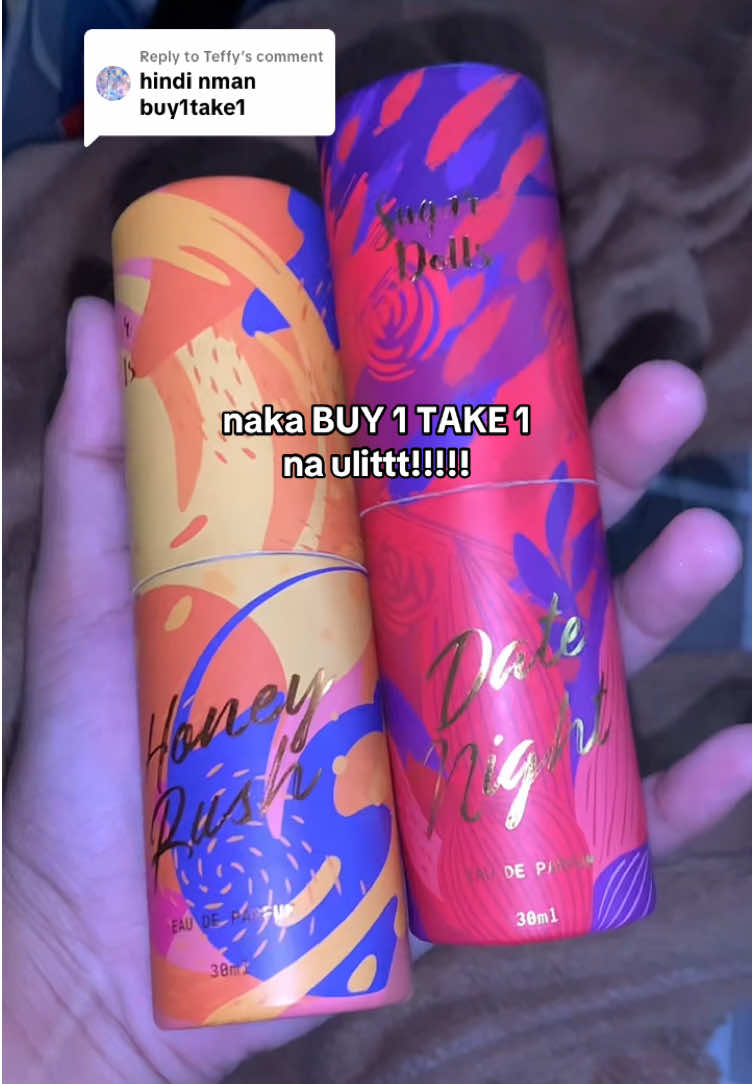 Reply to Teffy's comment
hindi nman
buy1take1
Sugar
Dolls
naka BUY 1 TAKE 1
na ulittt!!!!!
Honey
Rush
EAU DE PARFUM
30ml
Date
Night
EAU DE PARFUM
30ml